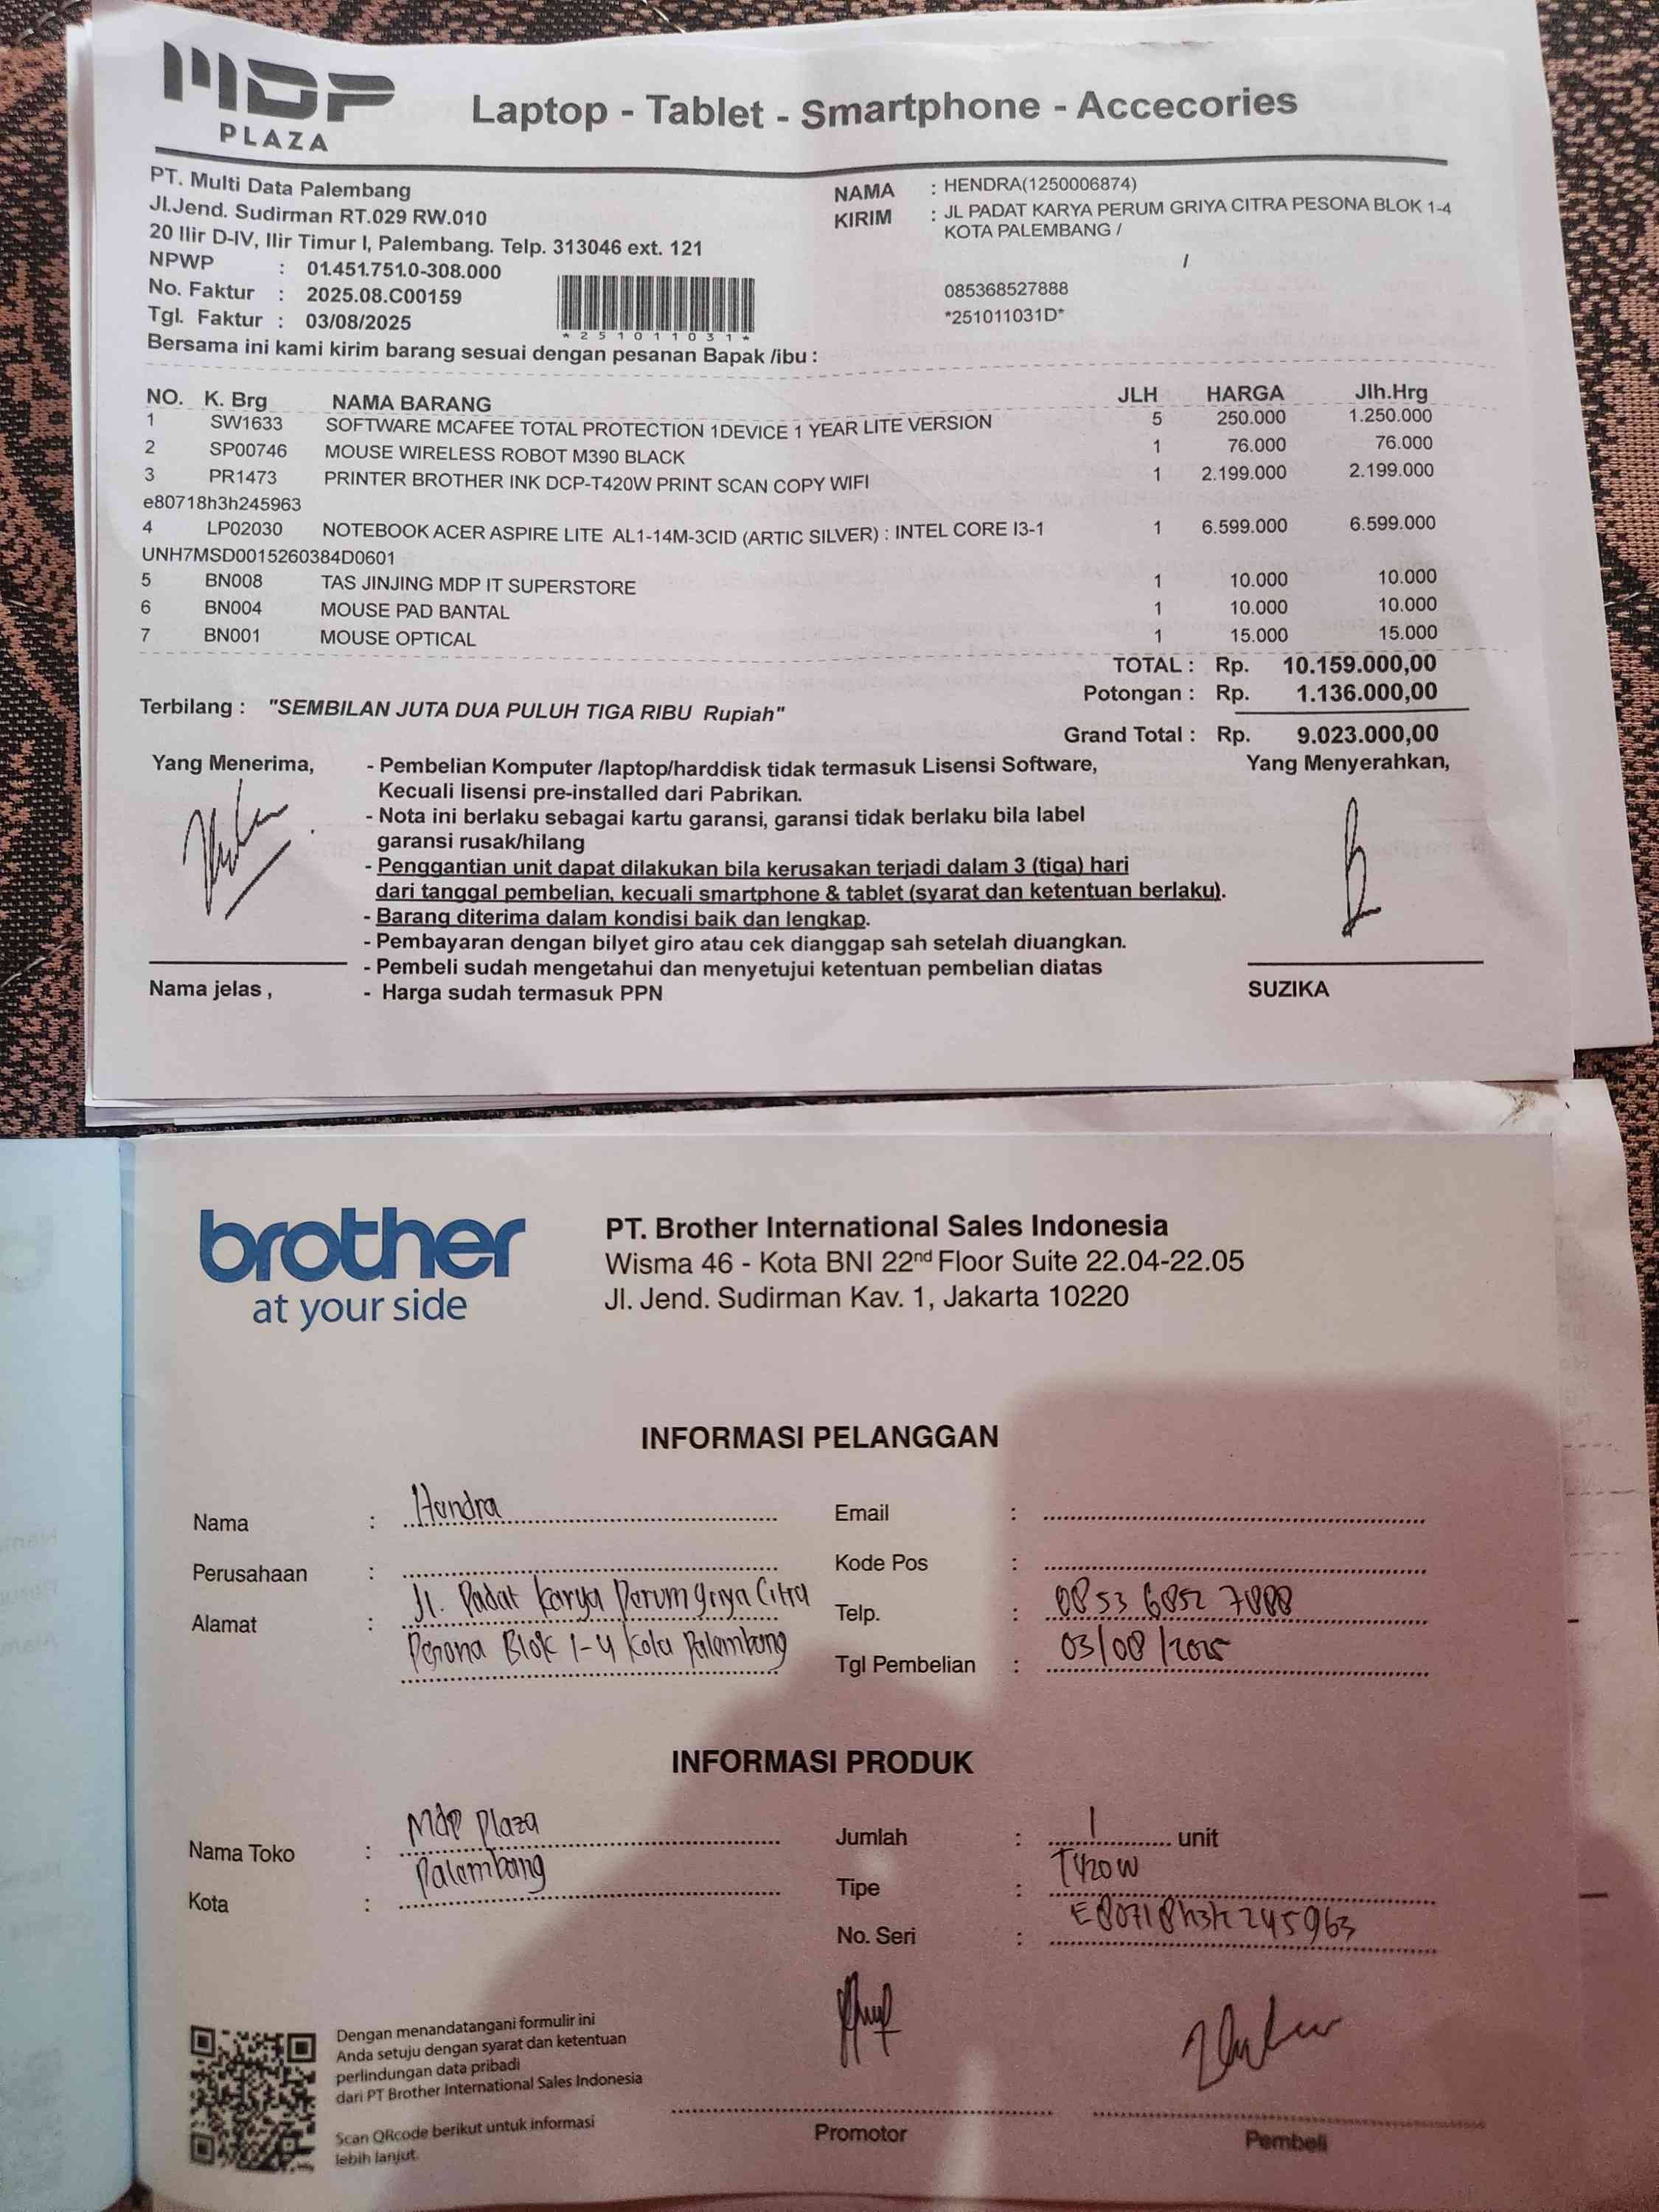 MDP
PLAZA
Laptop - Tablet - Smartphone - Accecories
PT. Multi Data Palembang
Jl.Jend. Sudirman RT.029 RW.010
20 Ilir D-IV, Ilir Timur I, Palembang. Telp. 313046 ext. 121
NPWP : 01.451.751.0-308.000
No. Faktur : 2025.08.C00159
Tgl. Faktur : 03/08/2025
*251011031*
NAMA : HENDRA(1250006874)
KIRIM : JL PADAT KARYA PERUM GRIYA CITRA PESONA BLOK 1-4
KOTA PALEMBANG /
/
085368527888
*251011031D*
Bersama ini kami kirim barang sesuai dengan pesanan Bapak /ibu :
NO. K. Brg NAMA BARANG JLH HARGA Jlh.Hrg
1 SW1633 SOFTWARE MCAFEE TOTAL PROTECTION 1DEVICE 1 YEAR LITE VERSION 5 250.000 1.250.000
2 SP00746 MOUSE WIRELESS ROBOT M390 BLACK 1 76.000 76.000
3 PR1473 PRINTER BROTHER INK DCP-T420W PRINT SCAN COPY WIFI 1 2.199.000 2.199.000
e80718h3h245963
4 LP02030 NOTEBOOK ACER ASPIRE LITE AL1-14M-3CID (ARTIC SILVER) : INTEL CORE I3-1 1 6.599.000 6.599.000
UNH7MSD0015260384D0601
5 BN008 TAS JINJING MDP IT SUPERSTORE 1 10.000 10.000
6 BN004 MOUSE PAD BANTAL 1 10.000 10.000
7 BN001 MOUSE OPTICAL 1 15.000 15.000
TOTAL : Rp. 10.159.000,00
Potongan : Rp. 1.136.000,00
Terbilang : "SEMBILAN JUTA DUA PULUH TIGA RIBU Rupiah"
Grand Total : Rp. 9.023.000,00
Yang Menerima,
- Pembelian Komputer /laptop/harddisk tidak termasuk Lisensi Software,
Kecuali lisensi pre-installed dari Pabrikan.
- Nota ini berlaku sebagai kartu garansi, garansi tidak berlaku bila label
garansi rusak/hilang
- Penggantian unit dapat dilakukan bila kerusakan terjadi dalam 3 (tiga) hari
dari tanggal pembelian, kecuali smartphone & tablet (syarat dan ketentuan berlaku).
- Barang diterima dalam kondisi baik dan lengkap.
- Pembayaran dengan bilyet giro atau cek dianggap sah setelah diuangkan.
- Pembeli sudah mengetahui dan menyetujui ketentuan pembelian diatas
- Harga sudah termasuk PPN
Yang Menyerahkan,
Nama jelas ,
SUZIKA
brother
at your side
PT. Brother International Sales Indonesia
Wisma 46 - Kota BNI 22nd Floor Suite 22.04-22.05
Jl. Jend. Sudirman Kav. 1, Jakarta 10220
INFORMASI PELANGGAN
Nama : Hendra
Perusahaan :
Alamat : Jl. Padat Karya Perum griya Citra
Pesona Blok 1-4 Kota Palembang
Email :
Kode Pos :
Telp. : 0853 6852 7888
Tgl Pembelian : 03/08/2025
INFORMASI PRODUK
Nama Toko : Mdp Plaza
Kota : Palembang
Jumlah : 1 unit
Tipe : T420W
No. Seri : E80718h3h245963
Dengan menandatangani formulir ini
Anda setuju dengan syarat dan ketentuan
perlindungan data pribadi
dari PT Brother International Sales Indonesia
Scan QRcode berikut untuk informasi
lebih lanjut.
Promotor
Pembeli